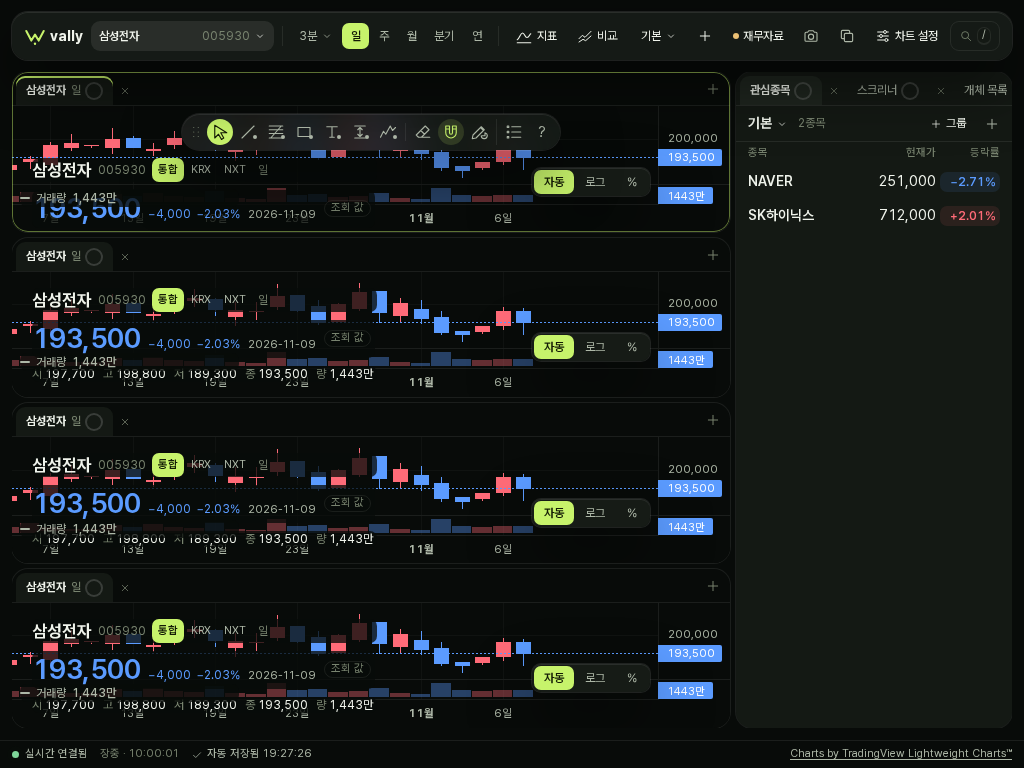 vally 삼성전자 005930 3분 일 주 월 분기 연 지표 비교 기본 재무자료 차트 설정 /
삼성전자 일
200,000
193,500
삼성전자 005930 통합 KRX NXT 일
자동 로그 %
거래량 1,443만
1443만
193,500 −4,000 −2.03% 2026-11-09 조회 값
11월 6일
삼성전자 일
200,000
삼성전자 005930 통합 KRX NXT 일
193,500
193,500 −4,000 −2.03% 2026-11-09 조회 값
자동 로그 %
거래량 1,443만
1443만
시 197,700 고 198,800 저 189,300 종 193,500 량 1,443만
7일 13일 19일 23일 11월 6일
삼성전자 일
200,000
삼성전자 005930 통합 KRX NXT 일
193,500
193,500 −4,000 −2.03% 2026-11-09 조회 값
자동 로그 %
거래량 1,443만
1443만
시 197,700 고 198,800 저 189,300 종 193,500 량 1,443만
7일 13일 19일 23일 11월 6일
삼성전자 일
200,000
삼성전자 005930 통합 KRX NXT 일
193,500
193,500 −4,000 −2.03% 2026-11-09 조회 값
자동 로그 %
거래량 1,443만
1443만
시 197,700 고 198,800 저 189,300 종 193,500 량 1,443만
7일 13일 19일 23일 11월 6일
관심종목 스크리너 개체 목록
기본 2종목 + 그룹
종목 현재가 등락률
NAVER 251,000 −2.71%
SK하이닉스 712,000 +2.01%
실시간 연결됨 장중 · 10:00:01 자동 저장됨 19:27:26
Charts by TradingView Lightweight Charts™